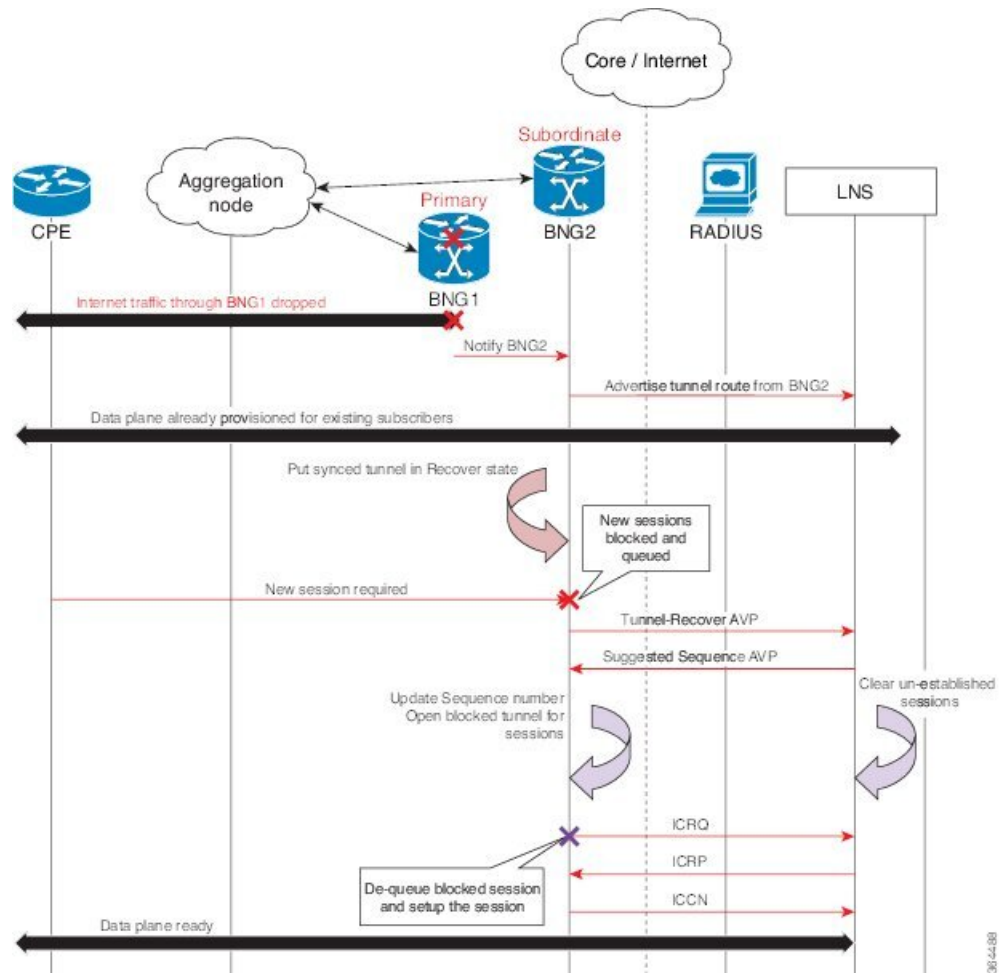 Core / Internet
Subordinate
Aggregation
node
Primary
LNS
CPE
BNG2
RADIUS
BNG1
Internet traffic through BNG1 dropped
Notify BNG2
Advertise tunnel route from BNG2
Data plane already provisioned for existing subscribers
Put synced tunnel in Recover state
New sessions
blocked and
queued
New session required
Tunnel-Recover AVP
Suggested Sequence AVP
Clear un-established
sessions
Update Sequence number
Open blocked tunnel for
sessions
ICRQ
ICRP
De-queue blocked session
and setup the session
ICCN
Data plane ready
364488